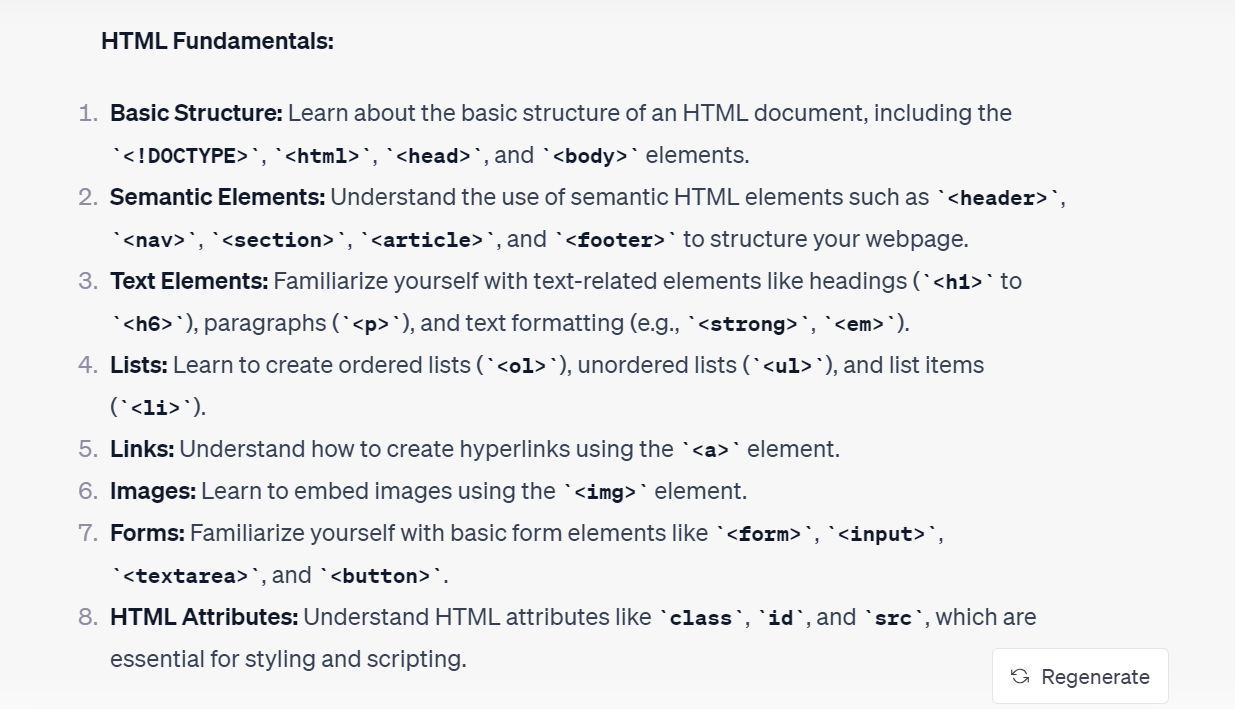 HTML Fundamentals:
1. Basic Structure: Learn about the basic structure of an HTML document, including the
`<!DOCTYPE>`, `<html>`, `<head>`, and `<body>` elements.
2. Semantic Elements: Understand the use of semantic HTML elements such as `<header>`,
`<nav>`, `<section>`, `<article>`, and `<footer>` to structure your webpage.
3. Text Elements: Familiarize yourself with text-related elements like headings (`<h1>` to
`<h6>`), paragraphs (`<p>`), and text formatting (e.g., `<strong>`, `<em>`).
4. Lists: Learn to create ordered lists (`<ol>`), unordered lists (`<ul>`), and list items
(`<li>`).
5. Links: Understand how to create hyperlinks using the `<a>` element.
6. Images: Learn to embed images using the `<img>` element.
7. Forms: Familiarize yourself with basic form elements like `<form>`, `<input>`,
`<textarea>`, and `<button>`.
8. HTML Attributes: Understand HTML attributes like `class`, `id`, and `src`, which are
essential for styling and scripting.
Regenerate